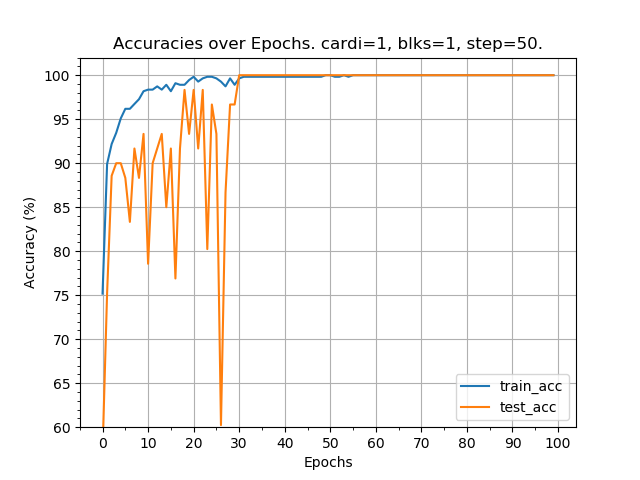 Accuracies over Epochs. cardi=1, blks=1, step=50.
Accuracy (%)
100
95
90
85
80
75
70
65
60
0 10 20 30 40 50 60 70 80 90 100
Epochs
train_acc
test_acc